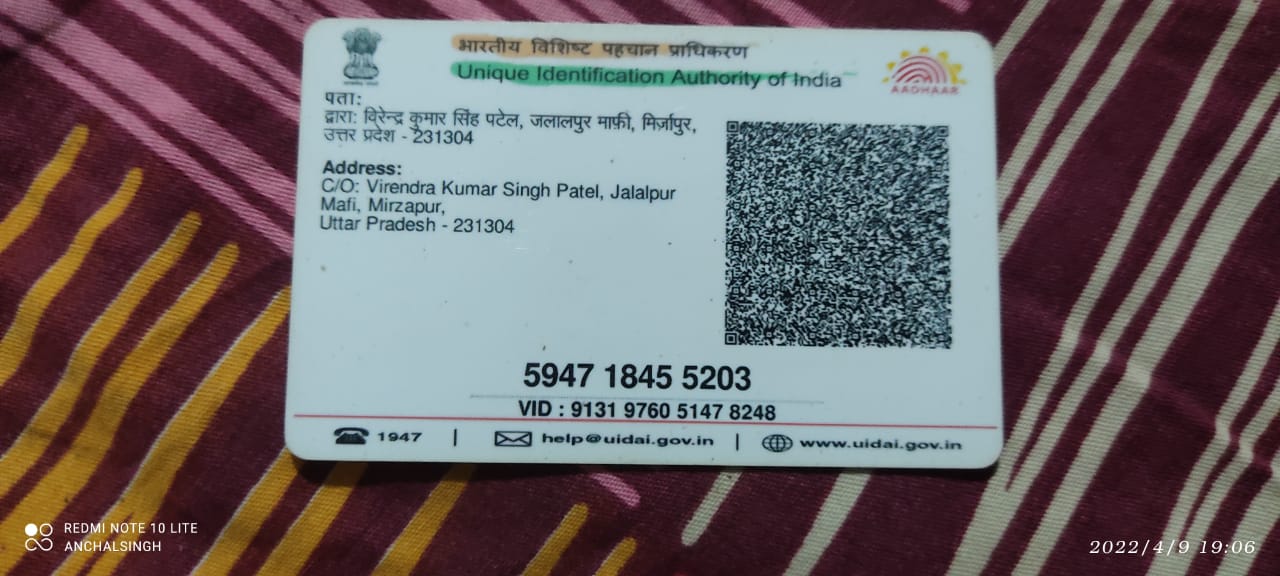 भारतीय विशिष्ट पहचान प्राधिकरण
Unique Identification Authority of India
AADHAAR
पता:
द्वारा: विरेन्द्र कुमार सिंह पटेल, जलालपुर माफ़ी, मिर्ज़ापुर,
उत्तर प्रदेश - 231304
Address:
C/O: Virendra Kumar Singh Patel, Jalalpur
Mafi, Mirzapur,
Uttar Pradesh - 231304
5947 1845 5203
VID : 9131 9760 5147 8248
1947 | help@uidai.gov.in | www.uidai.gov.in
REDMI NOTE 10 LITE
ANCHALSINGH
2022/4/9 19:06